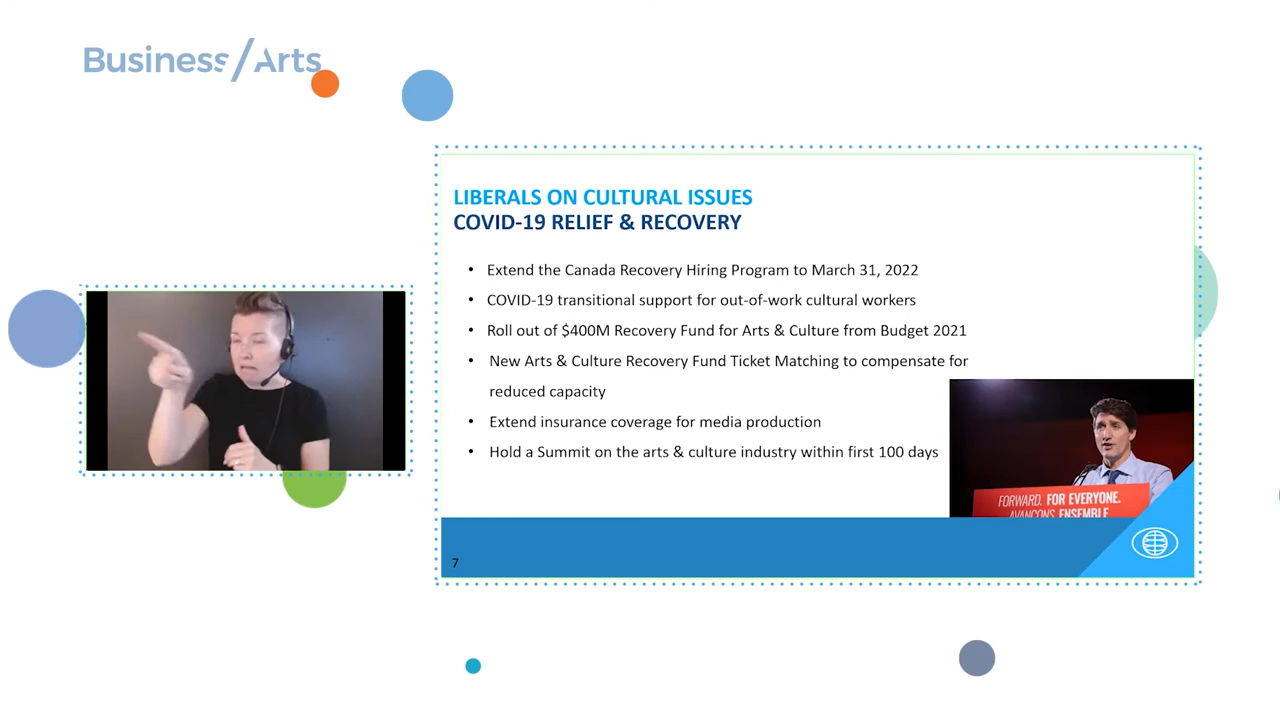 Business/Arts
LIBERALS ON CULTURAL ISSUES
COVID-19 RELIEF & RECOVERY
• Extend the Canada Recovery Hiring Program to March 31, 2022
• COVID-19 transitional support for out-of-work cultural workers
• Roll out of $400M Recovery Fund for Arts & Culture from Budget 2021
• New Arts & Culture Recovery Fund Ticket Matching to compensate for
reduced capacity
• Extend insurance coverage for media production
• Hold a Summit on the arts & culture industry within first 100 days
FORWARD. FOR EVERYONE.
AVANÇONS ENSEMBLE
7